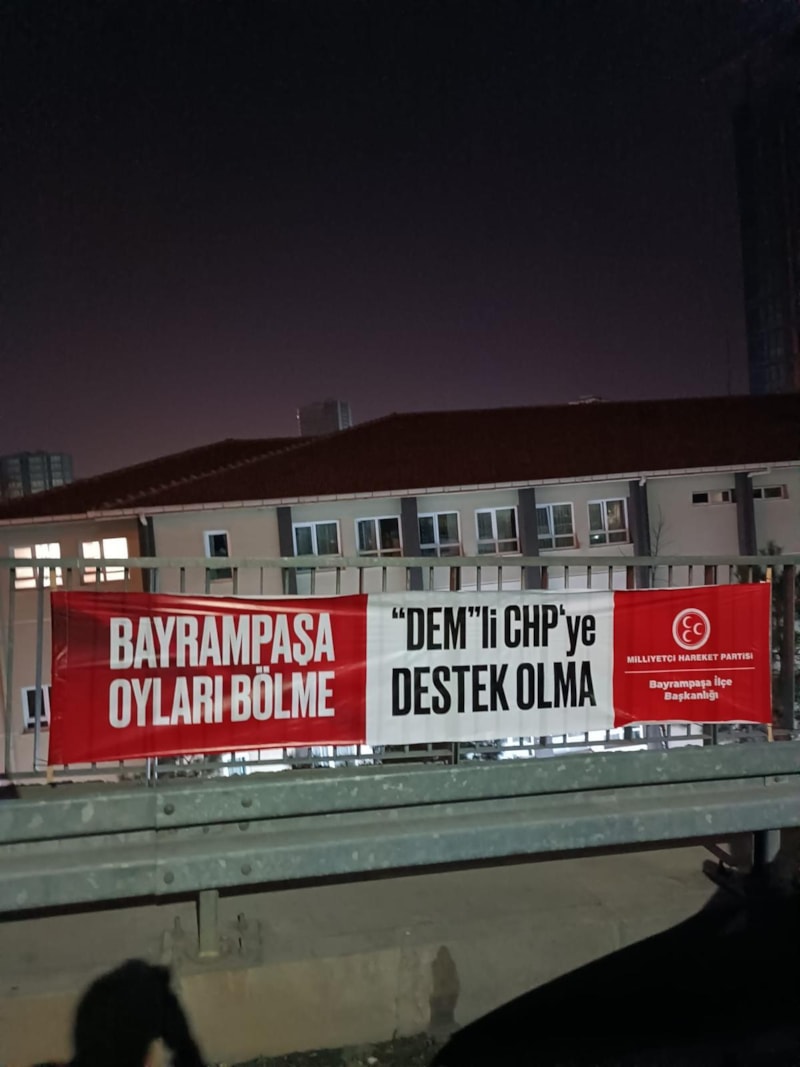 BAYRAMPAŞA
OYLARI BÖLME
“DEM”li CHP‘ye
DESTEK OLMA
MİLLİYETÇİ HAREKET PARTİSİ
Bayrampaşa İlçe
Başkanlığı